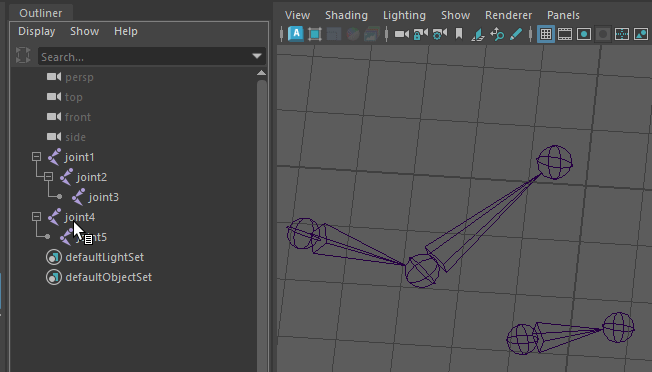 Outliner
Display Show Help
Search...
persp
top
front
side
joint1
joint2
joint3
joint4
joint5
defaultLightSet
defaultObjectSet
View Shading Lighting Show Renderer Panels
A